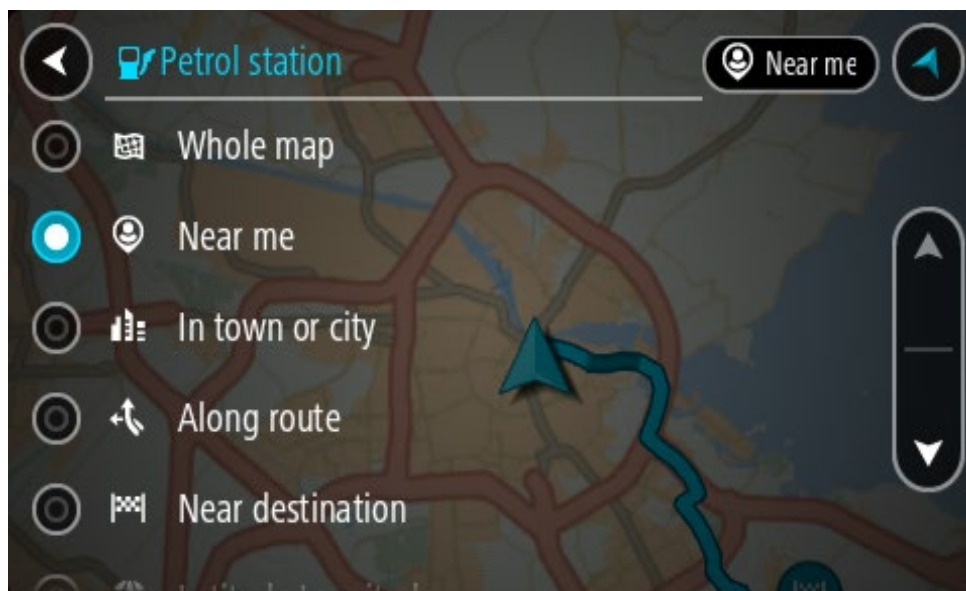 Petrol station
Near me
Whole map
Near me
In town or city
Along route
Near destination